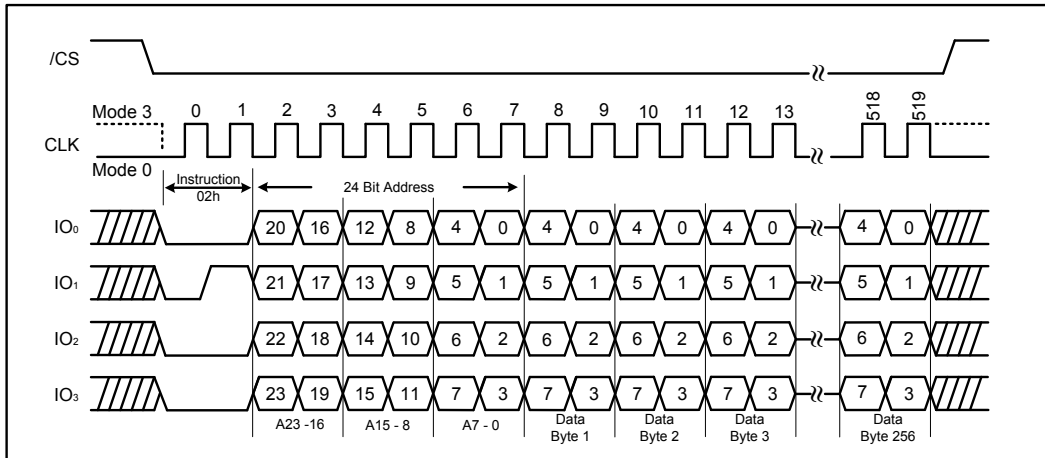 /CS
Mode 3 0 1 2 3 4 5 6 7 8 9 10 11 12 13 518 519
CLK
Mode 0
Instruction
02h
24 Bit Address
IO0 20 16 12 8 4 0 4 0 4 0 4 0 4 0
IO1 21 17 13 9 5 1 5 1 5 1 5 1 5 1
IO2 22 18 14 10 6 2 6 2 6 2 6 2 6 2
IO3 23 19 15 11 7 3 7 3 7 3 7 3 7 3
A23 -16 A15 - 8 A7 - 0 Data Data Data Data
Byte 1 Byte 2 Byte 3 Byte 256